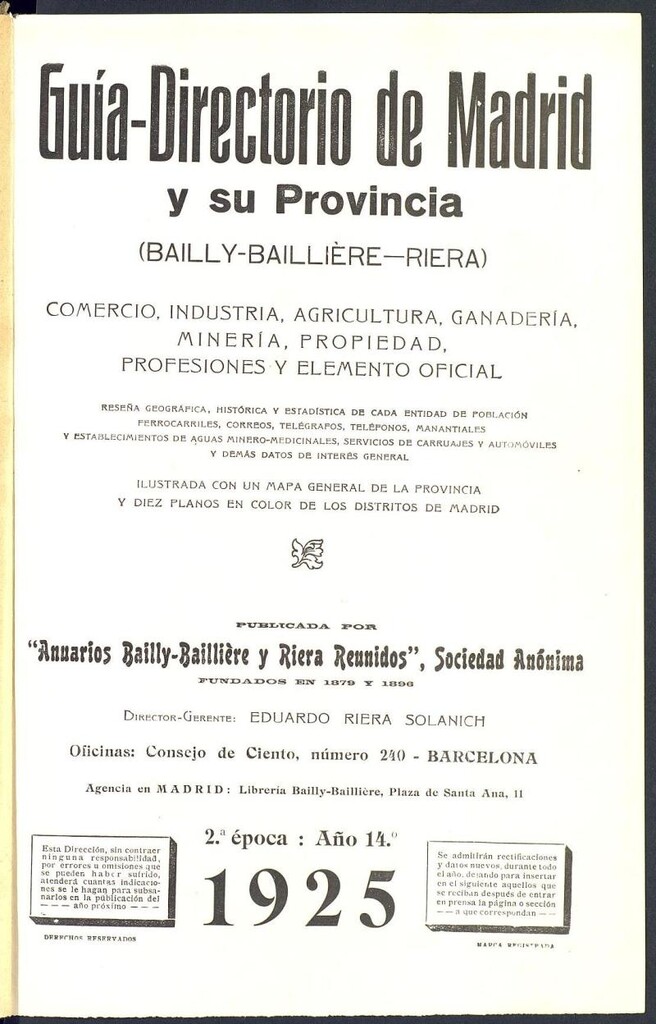 Guía-Directorio de Madrid
y su Provincia
(BAILLY-BAILLIÈRE—RIERA)
COMERCIO, INDUSTRIA, AGRICULTURA, GANADERÍA,
MINERÍA, PROPIEDAD,
PROFESIONES Y ELEMENTO OFICIAL
RESEÑA GEOGRÁFICA, HISTÓRICA Y ESTADÍSTICA DE CADA ENTIDAD DE POBLACIÓN
FERROCARRILES, CORREOS, TELÉGRAFOS, TELÉFONOS, MANANTIALES
Y ESTABLECIMIENTOS DE AGUAS MINERO-MEDICINALES, SERVICIOS DE CARRUAJES Y AUTOMÓVILES
Y DEMÁS DATOS DE INTERÉS GENERAL
ILUSTRADA CON UN MAPA GENERAL DE LA PROVINCIA
Y DIEZ PLANOS EN COLOR DE LOS DISTRITOS DE MADRID
PUBLICADA POR
"Anuarios Bailly-Baillière y Riera Reunidos", Sociedad Anónima
FUNDADOS EN 1879 Y 1896
DIRECTOR-GERENTE: EDUARDO RIERA SOLANICH
Oficinas: Consejo de Ciento, número 240 - BARCELONA
Agencia en MADRID: Librería Bailly-Baillière, Plaza de Santa Ana, 11
2.ª época : Año 14.º
1925
Esta Dirección, sin contraer
ninguna responsabilidad,
por errores u omisiones que
se pueden haber sufrido,
atenderá cuantas indicacio-
nes se le hagan para subsa-
narlos en la publicación del
— — — año próximo — — —
DERECHOS RESERVADOS
Se admitirán rectificaciones
y datos nuevos, durante todo
el año, dejando para insertar
en el siguiente aquellos que
se reciban después de entrar
en prensa la página o sección
— — a que correspondan — —
MARCA REGISTRADA